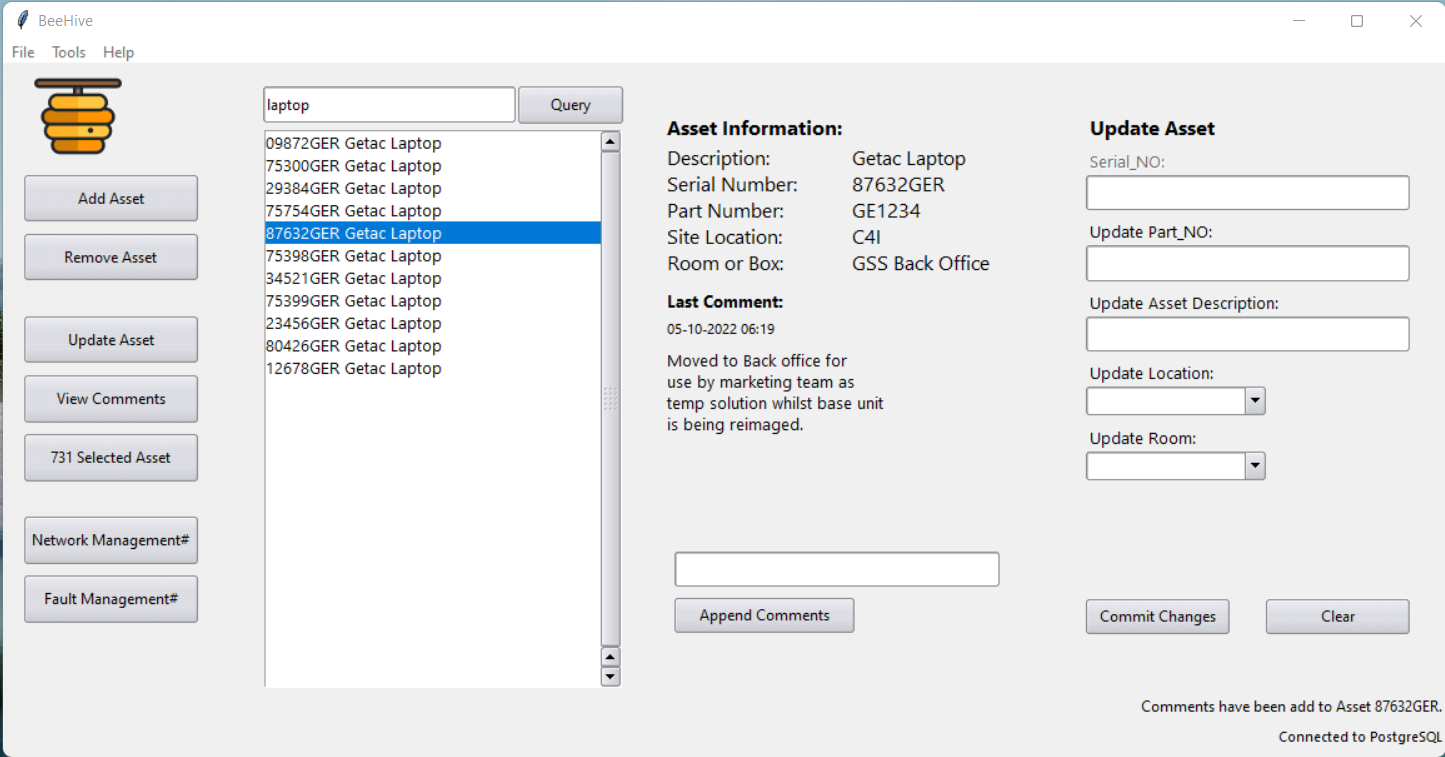 BeeHive
File Tools Help
Add Asset
Remove Asset
Update Asset
View Comments
731 Selected Asset
Network Management#
Fault Management#
laptop
Query
09872GER Getac Laptop
75300GER Getac Laptop
29384GER Getac Laptop
75754GER Getac Laptop
87632GER Getac Laptop
75398GER Getac Laptop
34521GER Getac Laptop
75399GER Getac Laptop
23456GER Getac Laptop
80426GER Getac Laptop
12678GER Getac Laptop
Asset Information:
Description: Getac Laptop
Serial Number: 87632GER
Part Number: GE1234
Site Location: C4I
Room or Box: GSS Back Office
Last Comment:
05-10-2022 06:19
Moved to Back office for
use by marketing team as
temp solution whilst base unit
is being reimaged.
Append Comments
Update Asset
Serial_NO:
Update Part_NO:
Update Asset Description:
Update Location:
Update Room:
Commit Changes
Clear
Comments have been add to Asset 87632GER.
Connected to PostgreSQL